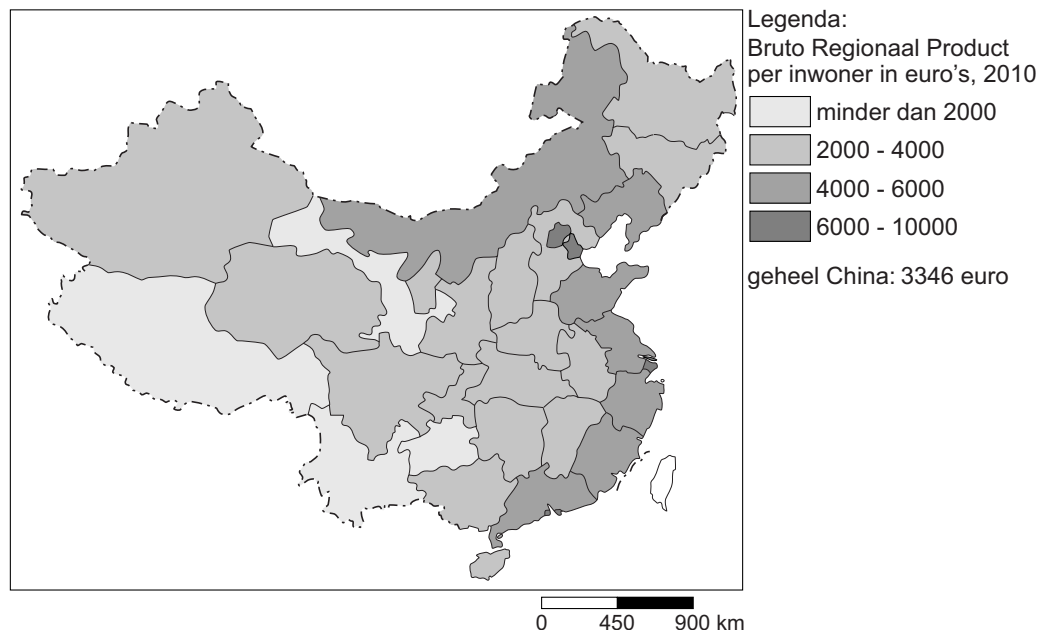 Legenda:
Bruto Regionaal Product
per inwoner in euro's, 2010
minder dan 2000
2000 - 4000
4000 - 6000
6000 - 10000
geheel China: 3346 euro
0 450 900 km